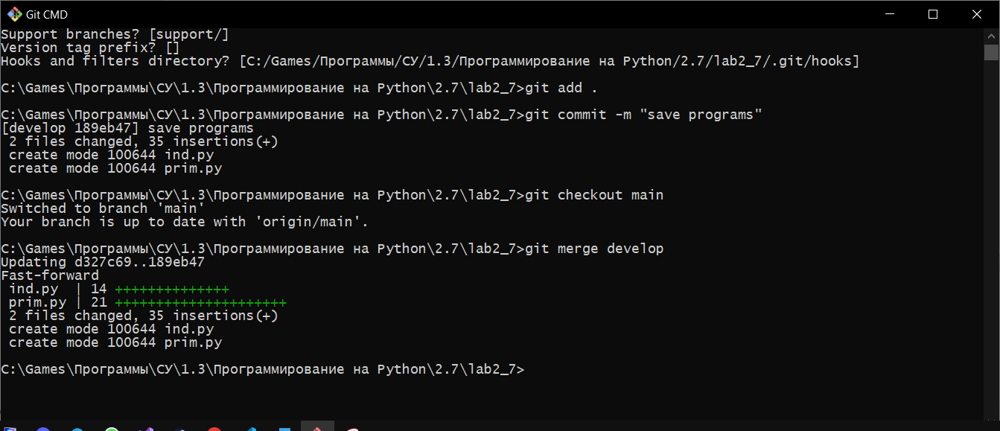 Git CMD
Support branches? [support/]
Version tag prefix? []
Hooks and filters directory? [C:/Games/Программы/СУ/1.3/Программирование на Python/2.7/lab2_7/.git/hooks]
C:\Games\Программы\СУ\1.3\Программирование на Python\2.7\lab2_7>git add .
C:\Games\Программы\СУ\1.3\Программирование на Python\2.7\lab2_7>git commit -m "save programs"
[develop 189eb47] save programs
2 files changed, 35 insertions(+)
create mode 100644 ind.py
create mode 100644 prim.py
C:\Games\Программы\СУ\1.3\Программирование на Python\2.7\lab2_7>git checkout main
Switched to branch 'main'
Your branch is up to date with 'origin/main'.
C:\Games\Программы\СУ\1.3\Программирование на Python\2.7\lab2_7>git merge develop
Updating d327c69..189eb47
Fast-forward
ind.py  | 14 ++++++++++++++
prim.py | 21 +++++++++++++++++++++
2 files changed, 35 insertions(+)
create mode 100644 ind.py
create mode 100644 prim.py
C:\Games\Программы\СУ\1.3\Программирование на Python\2.7\lab2_7>